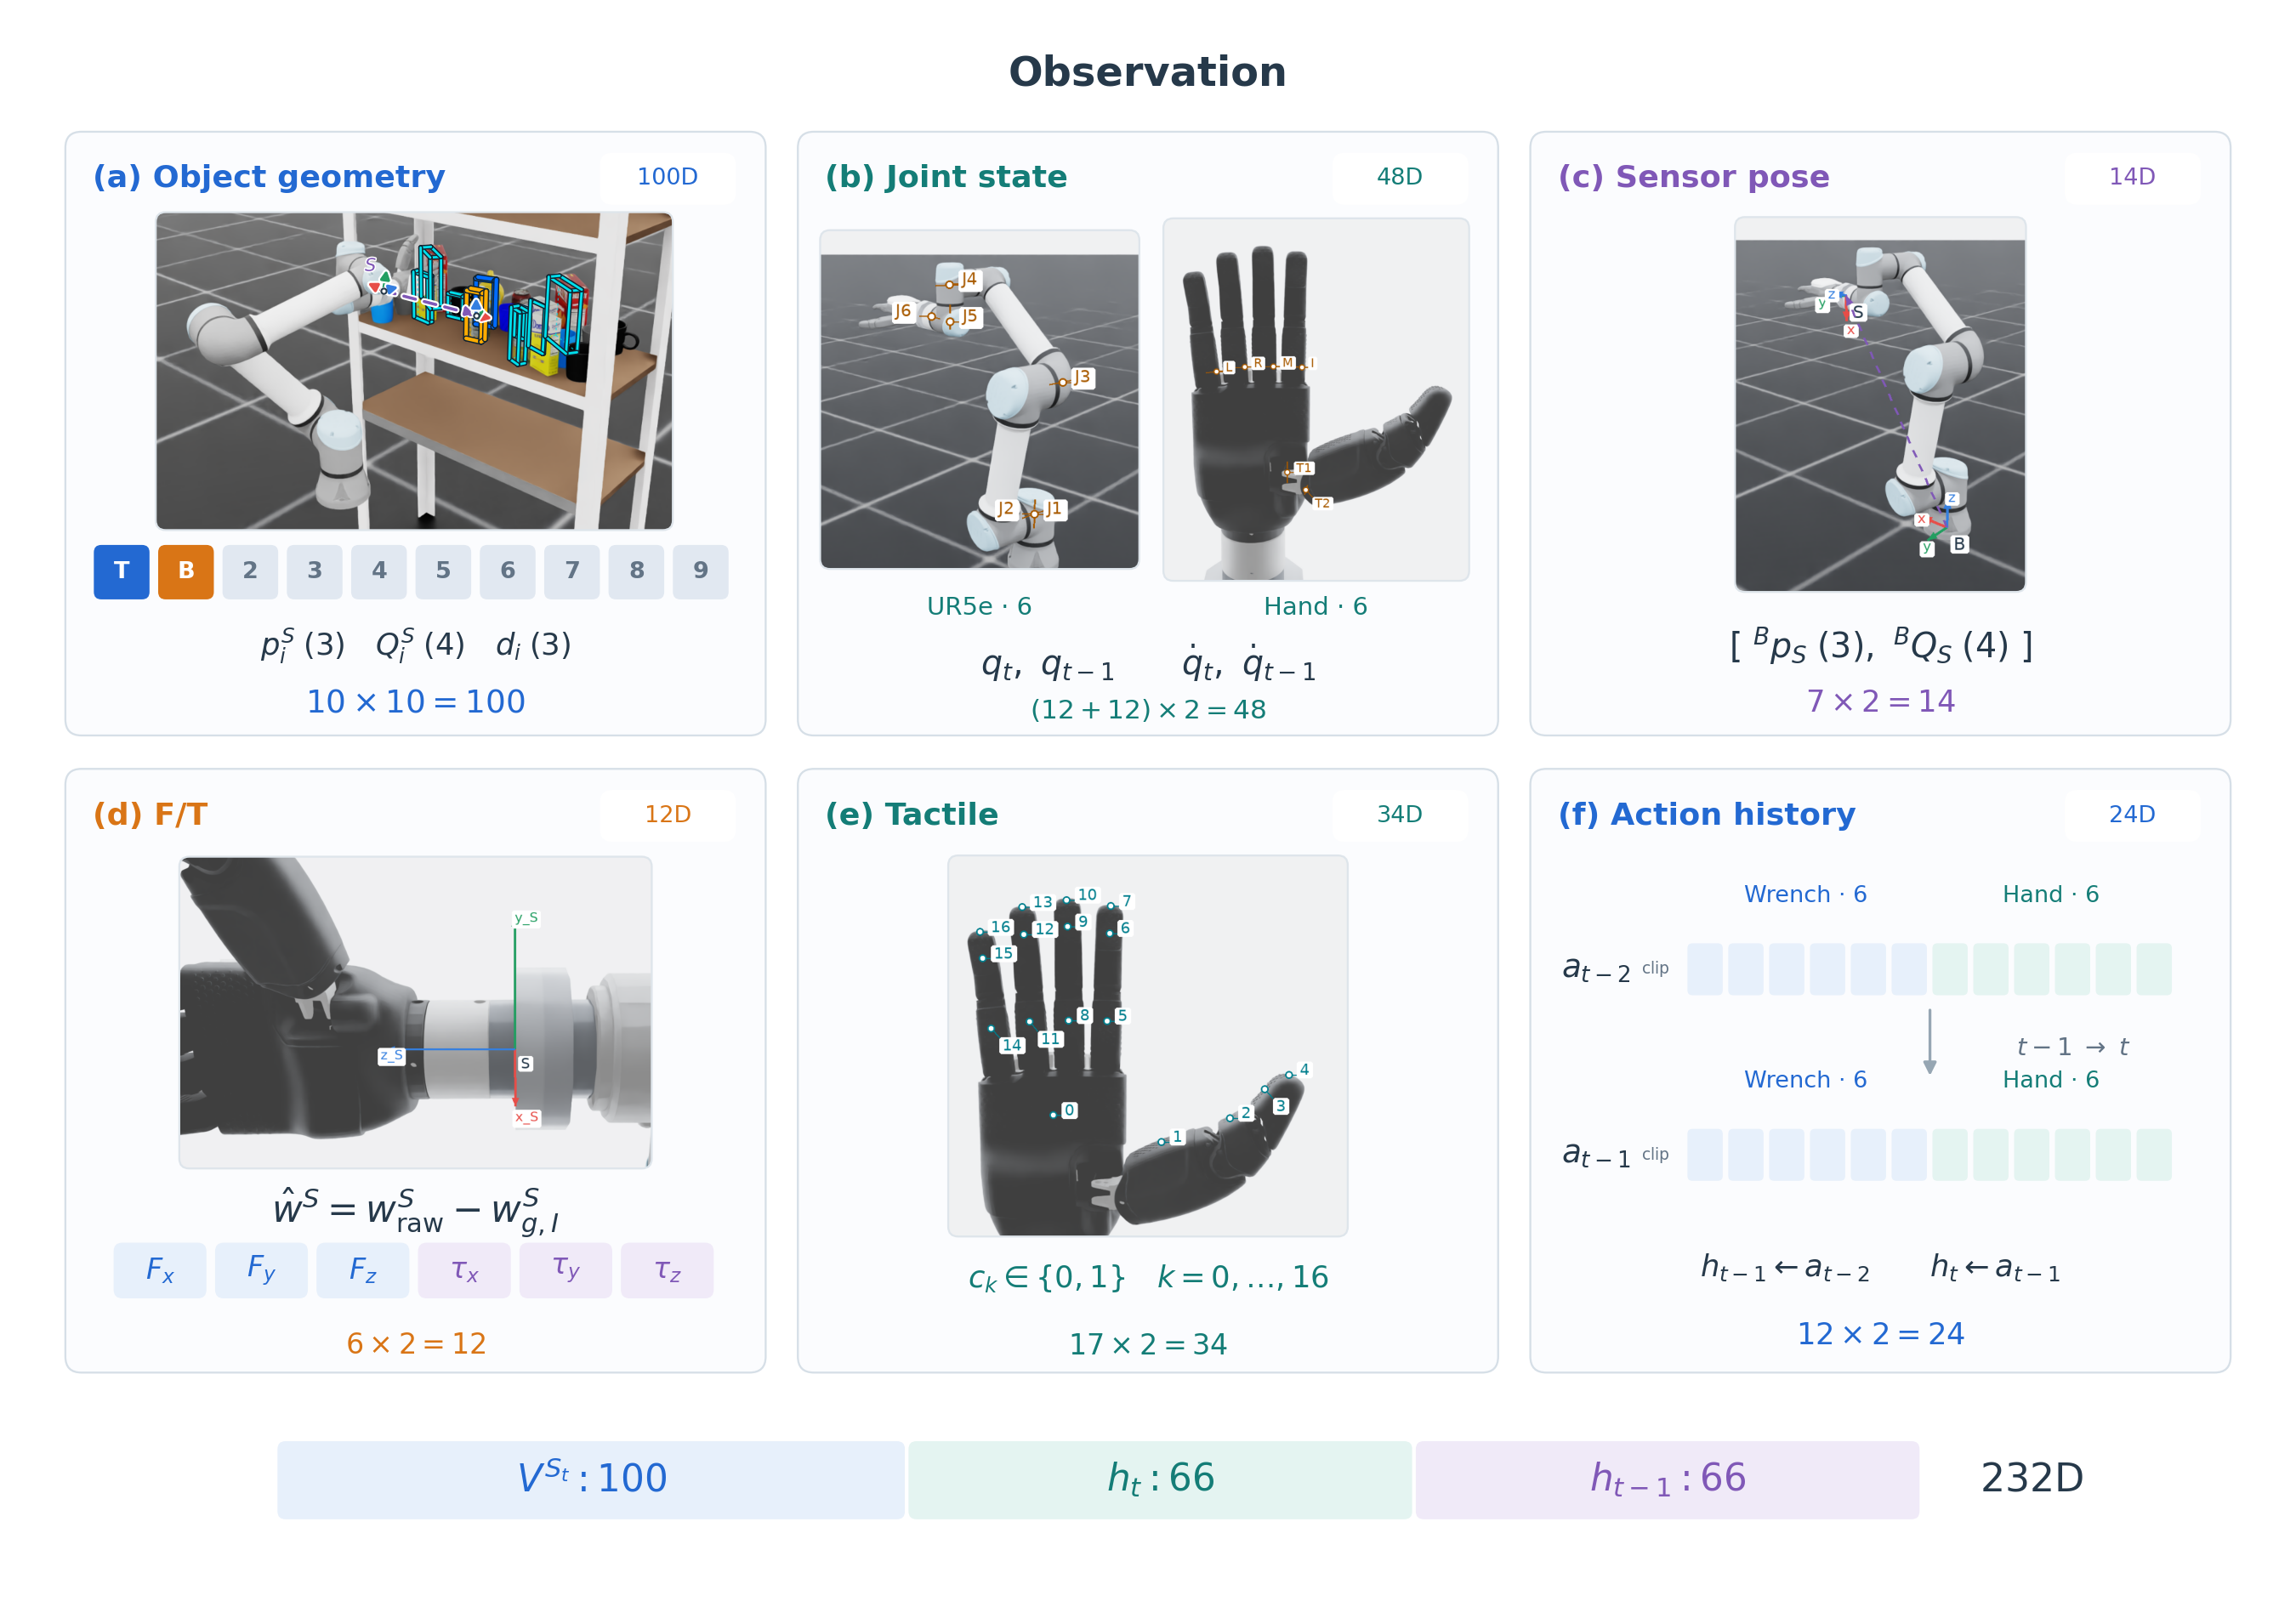 Observation
(a) Object geometry 100D
S
T B 2 3 4 5 6 7 8 9
p_i^S (3) Q_i^S (4) d_i (3)
10 × 10 = 100
(b) Joint state 48D
J4
J6 J5
J3
J2 J1
L R M I
T1
T2
UR5e · 6 Hand · 6
q_t, q_{t−1} q̇_t, q̇_{t−1}
(12 + 12) × 2 = 48
(c) Sensor pose 14D
z
y S
x
z
x
y B
[ ^Bp_S (3), ^BQ_S (4) ]
7 × 2 = 14
(d) F/T 12D
y_S
z_S S
x_S
ŵ^S = w_raw^S − w_{g,I}^S
F_x F_y F_z τ_x τ_y τ_z
6 × 2 = 12
(e) Tactile 34D
13 10 7
16 12 9 6
15
14 11 8 5
4
3
0 2
1
c_k ∈ {0, 1} k = 0, ..., 16
17 × 2 = 34
(f) Action history 24D
Wrench · 6 Hand · 6
a_{t−2} clip
t − 1 → t
Wrench · 6 Hand · 6
a_{t−1} clip
h_{t−1} ← a_{t−2} h_t ← a_{t−1}
12 × 2 = 24
V^{S_t} : 100 h_t : 66 h_{t−1} : 66 232D